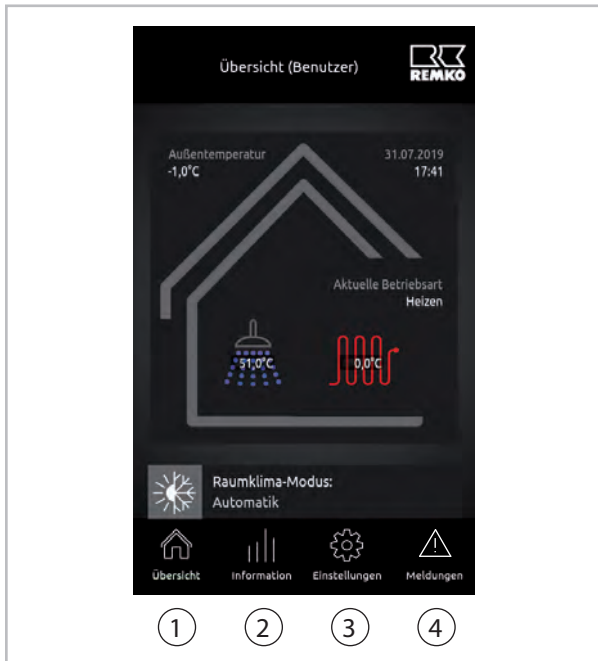 Übersicht (Benutzer)
REMKO
Außentemperatur
-1,0°C
31.07.2019
17:41
Aktuelle Betriebsart
Heizen
51,0°C
0,0°C
Raumklima-Modus:
Automatik
Übersicht
Information
Einstellungen
Meldungen
1
2
3
4